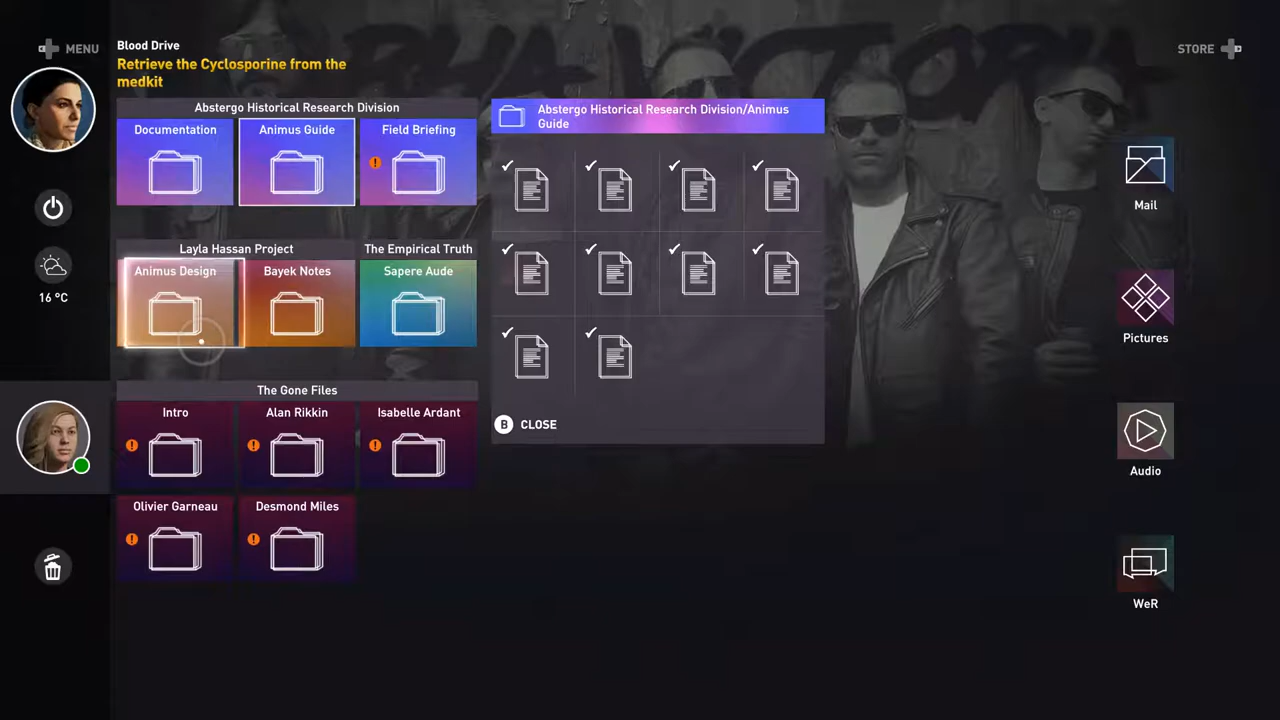 MENU
Blood Drive
STORE
Retrieve the Cyclosporine from the
medkit
Abstergo Historical Research Division
Documentation
Animus Guide
Field Briefing
Abstergo Historical Research Division/Animus
Guide
Mail
Layla Hassan Project
The Empirical Truth
Animus Design
Bayek Notes
Sapere Aude
16 °C
Pictures
The Gone Files
Intro
Alan Rikkin
Isabelle Ardant
B CLOSE
Audio
Olivier Garneau
Desmond Miles
WeR